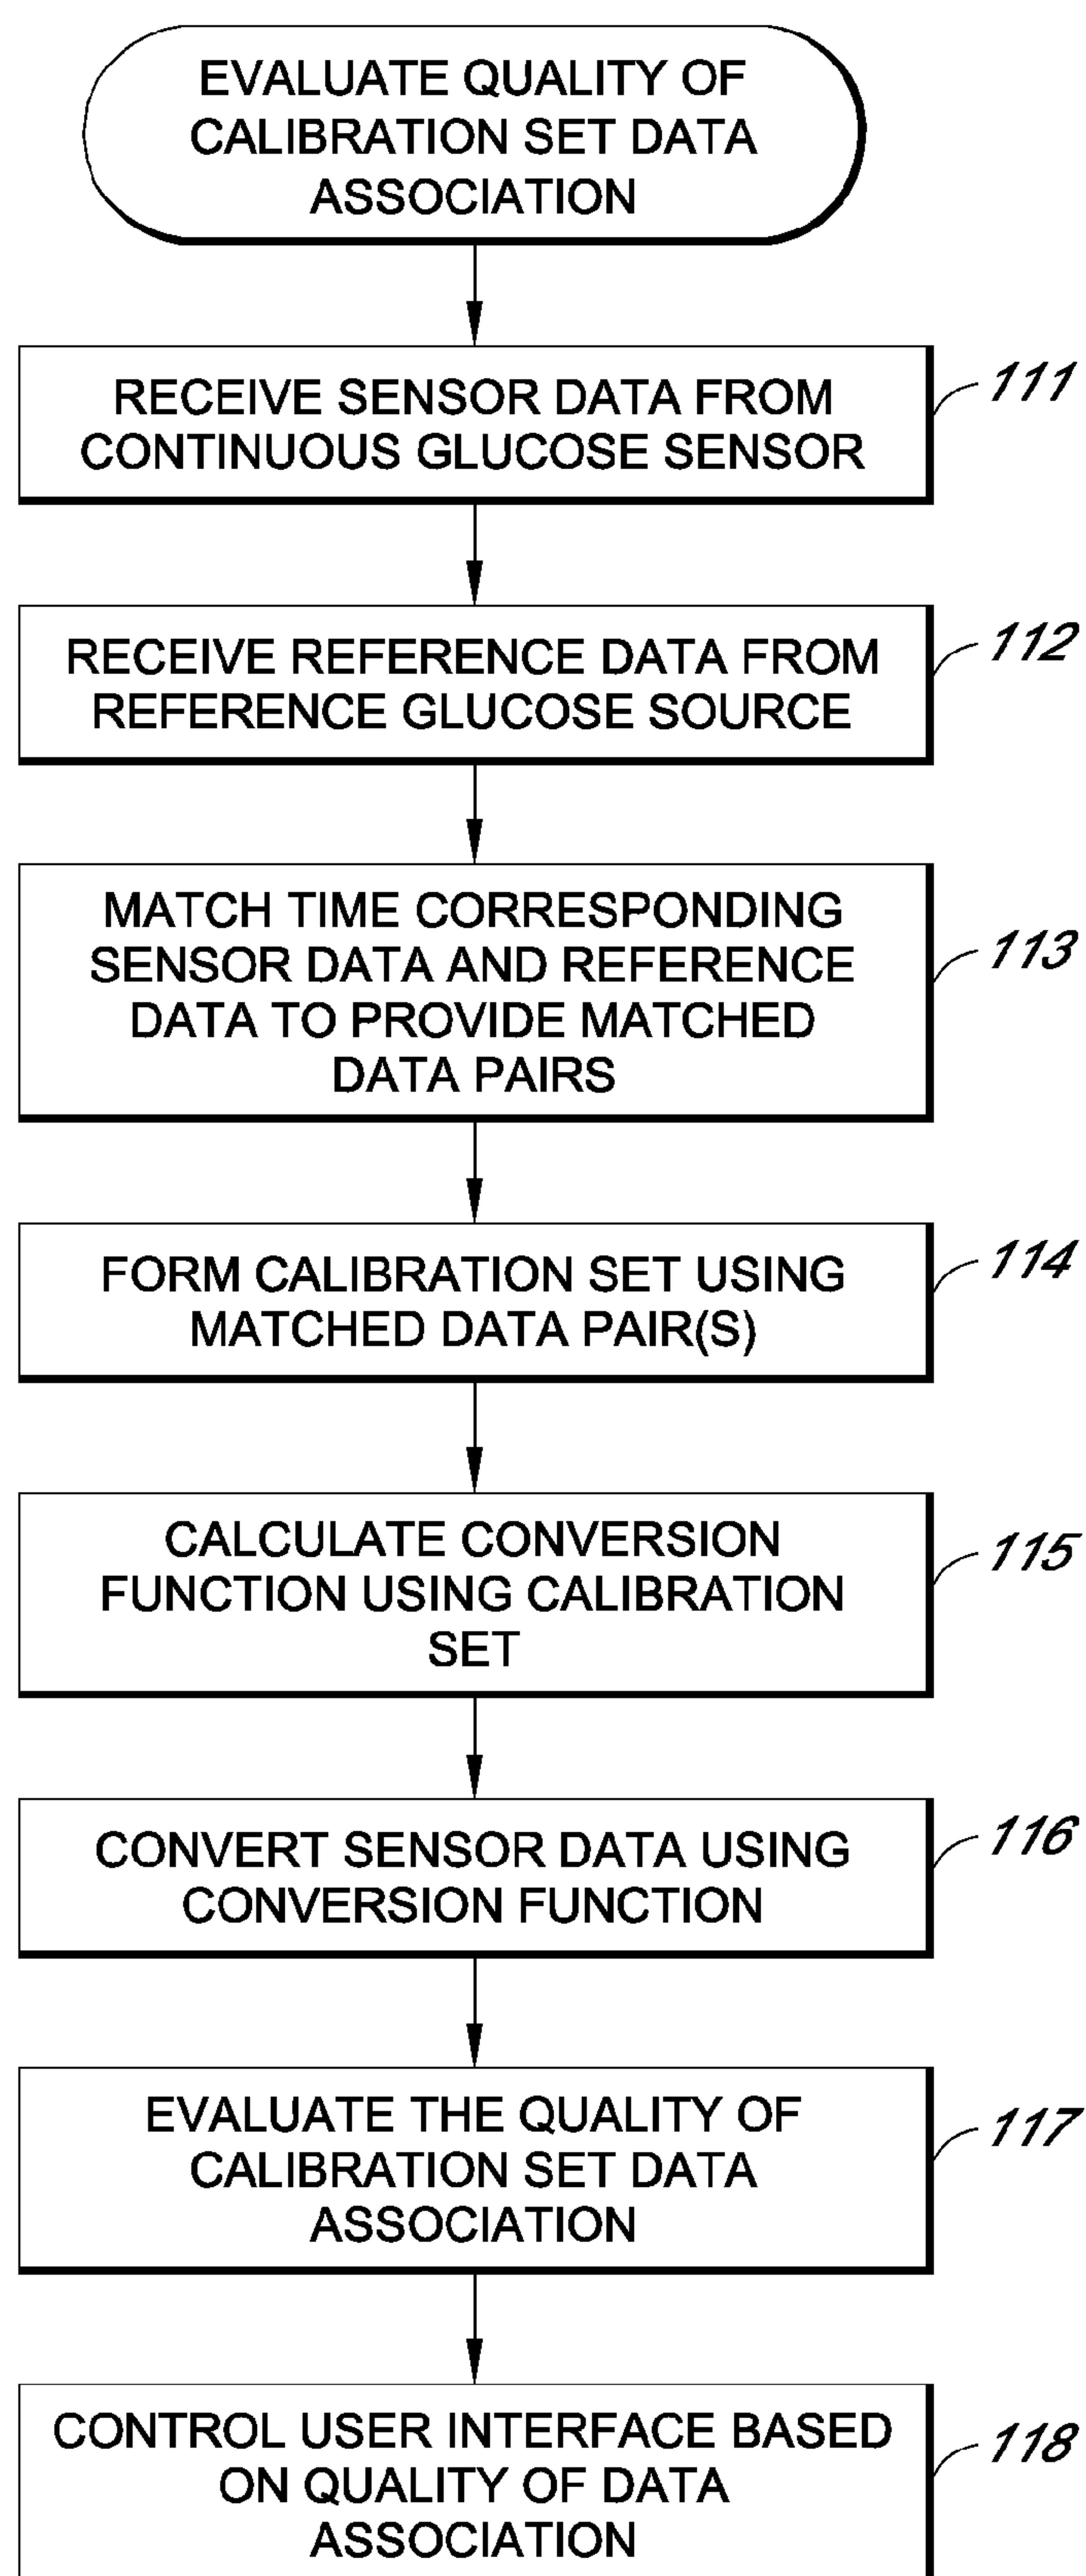 EVALUATE QUALITY OF
CALIBRATION SET DATA
ASSOCIATION
RECEIVE SENSOR DATA FROM
CONTINUOUS GLUCOSE SENSOR
111
RECEIVE REFERENCE DATA FROM
REFERENCE GLUCOSE SOURCE
112
MATCH TIME CORRESPONDING
SENSOR DATA AND REFERENCE
DATA TO PROVIDE MATCHED
DATA PAIRS
113
FORM CALIBRATION SET USING
MATCHED DATA PAIR(S)
114
CALCULATE CONVERSION
FUNCTION USING CALIBRATION
SET
115
CONVERT SENSOR DATA USING
CONVERSION FUNCTION
116
EVALUATE THE QUALITY OF
CALIBRATION SET DATA
ASSOCIATION
117
CONTROL USER INTERFACE BASED
ON QUALITY OF DATA
ASSOCIATION
118